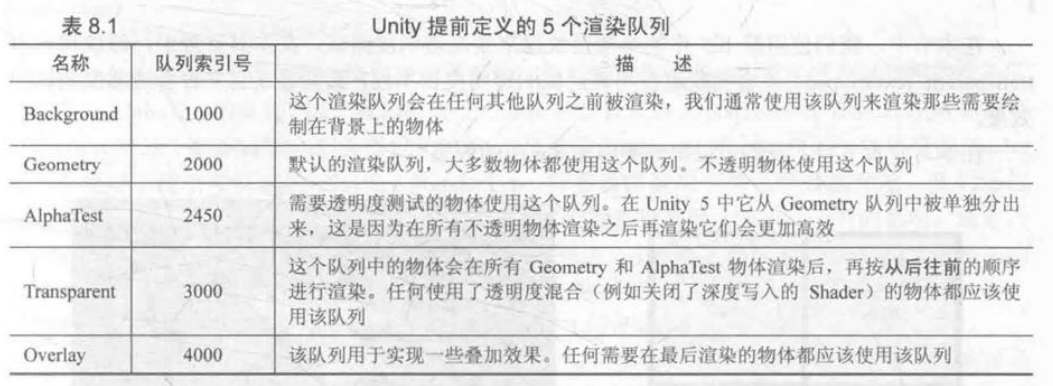 表 8.1 Unity 提前定义的 5 个渲染队列
名称 队列索引号 描 述
Background 1000 这个渲染队列会在任何其他队列之前被渲染，我们通常使用该队列来渲染那些需要绘
制在背景上的物体
Geometry 2000 默认的渲染队列，大多数物体都使用这个队列。不透明物体使用这个队列
AlphaTest 2450 需要透明度测试的物体使用这个队列。在 Unity 5 中它从 Geometry 队列中被单独分出
来，这是因为在所有不透明物体渲染之后再渲染它们会更加高效
Transparent 3000 这个队列中的物体会在所有 Geometry 和 AlphaTest 物体渲染后，再按从后往前的顺序
进行渲染。任何使用了透明度混合（例如关闭了深度写入的 Shader）的物体都应该使
用该队列
Overlay 4000 该队列用于实现一些叠加效果。任何需要在最后渲染的物体都应该使用该队列